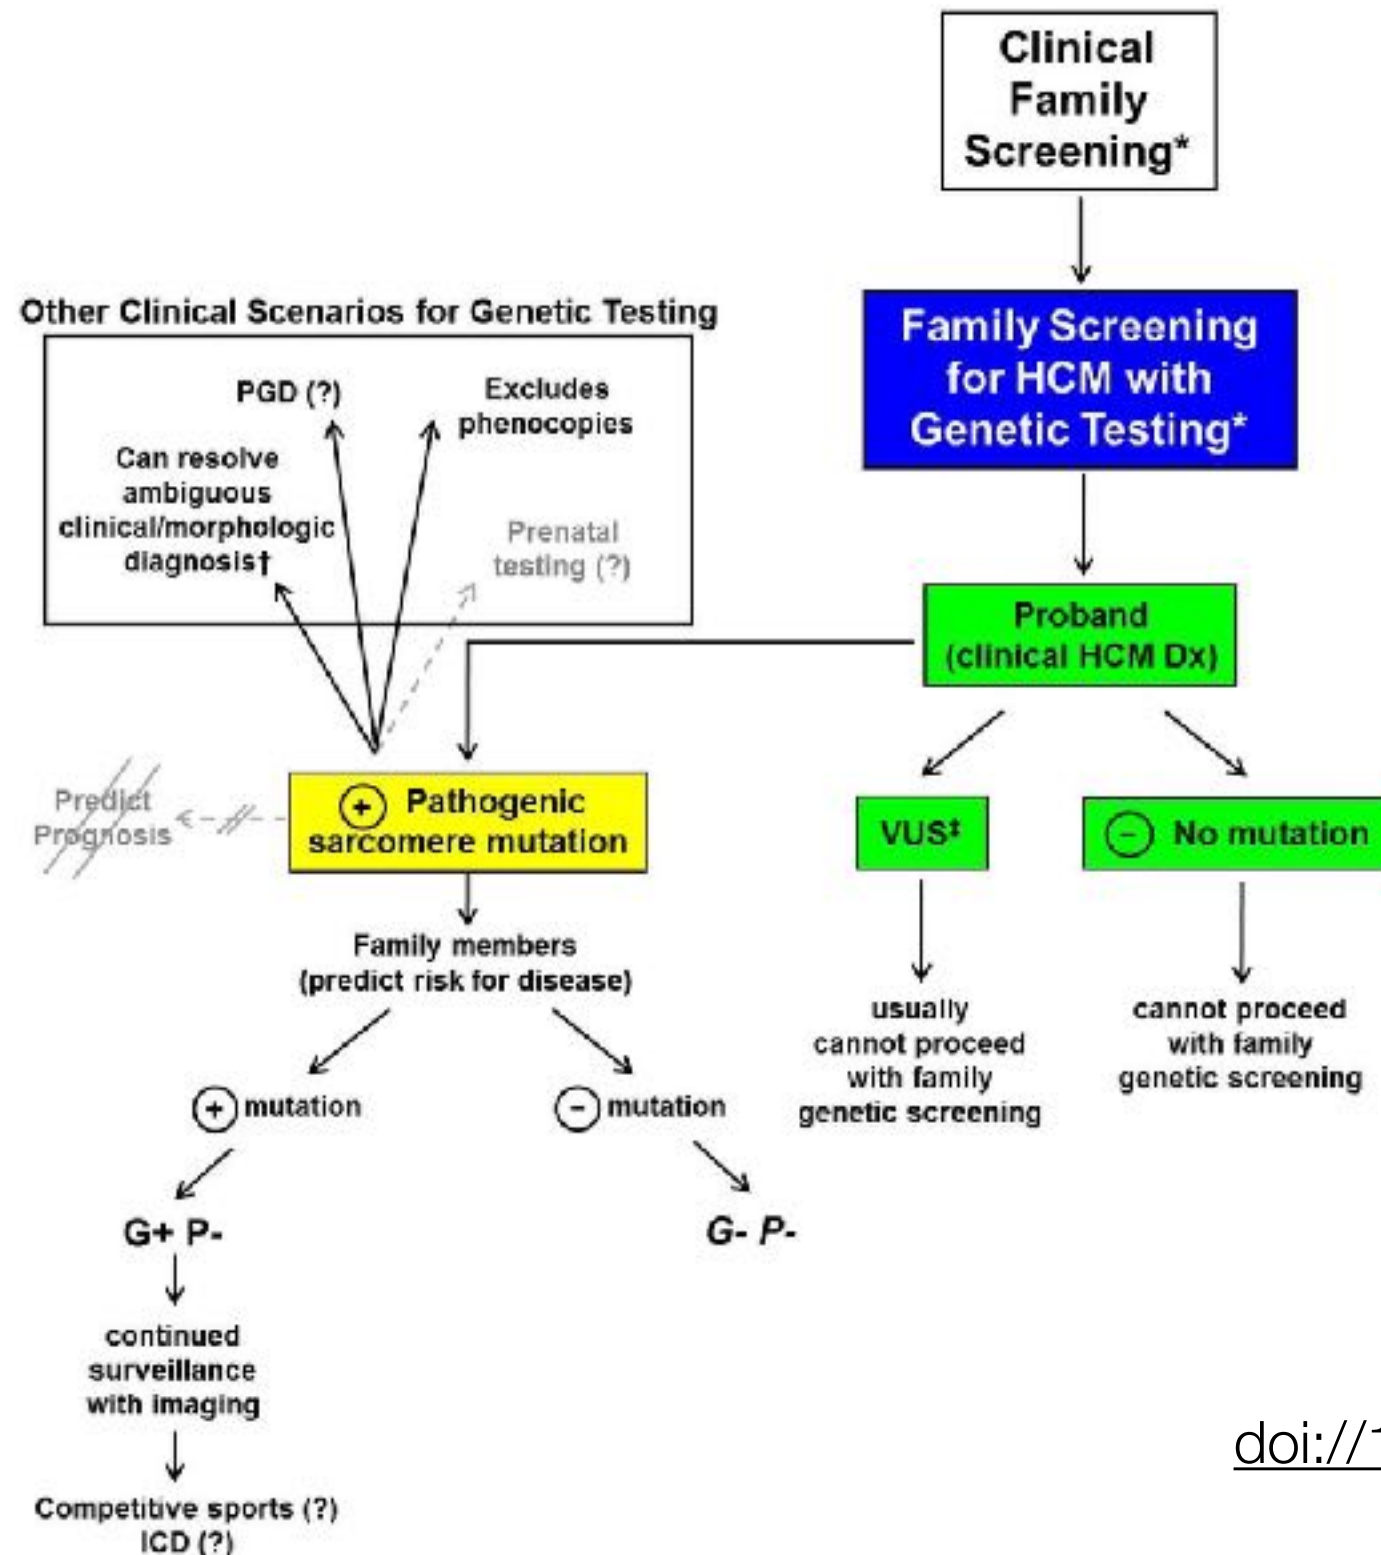 Clinical
Family
Screening*
Family Screening
for HCM with
Genetic Testing*
Other Clinical Scenarios for Genetic Testing
PGD (?)
Excludes
phenocopies
Can resolve
ambiguous
clinical/morphologic
diagnosis†
Prenatal
testing (?)
Proband
(clinical HCM Dx)
Predict
Prognosis
+ Pathogenic
sarcomere mutation
VUS‡
− No mutation
Family members
(predict risk for disease)
usually
cannot proceed
with family
genetic screening
cannot proceed
with family
genetic screening
+ mutation
− mutation
G+ P-
G- P-
continued
surveillance
with imaging
Competitive sports (?)
ICD (?)
doi://